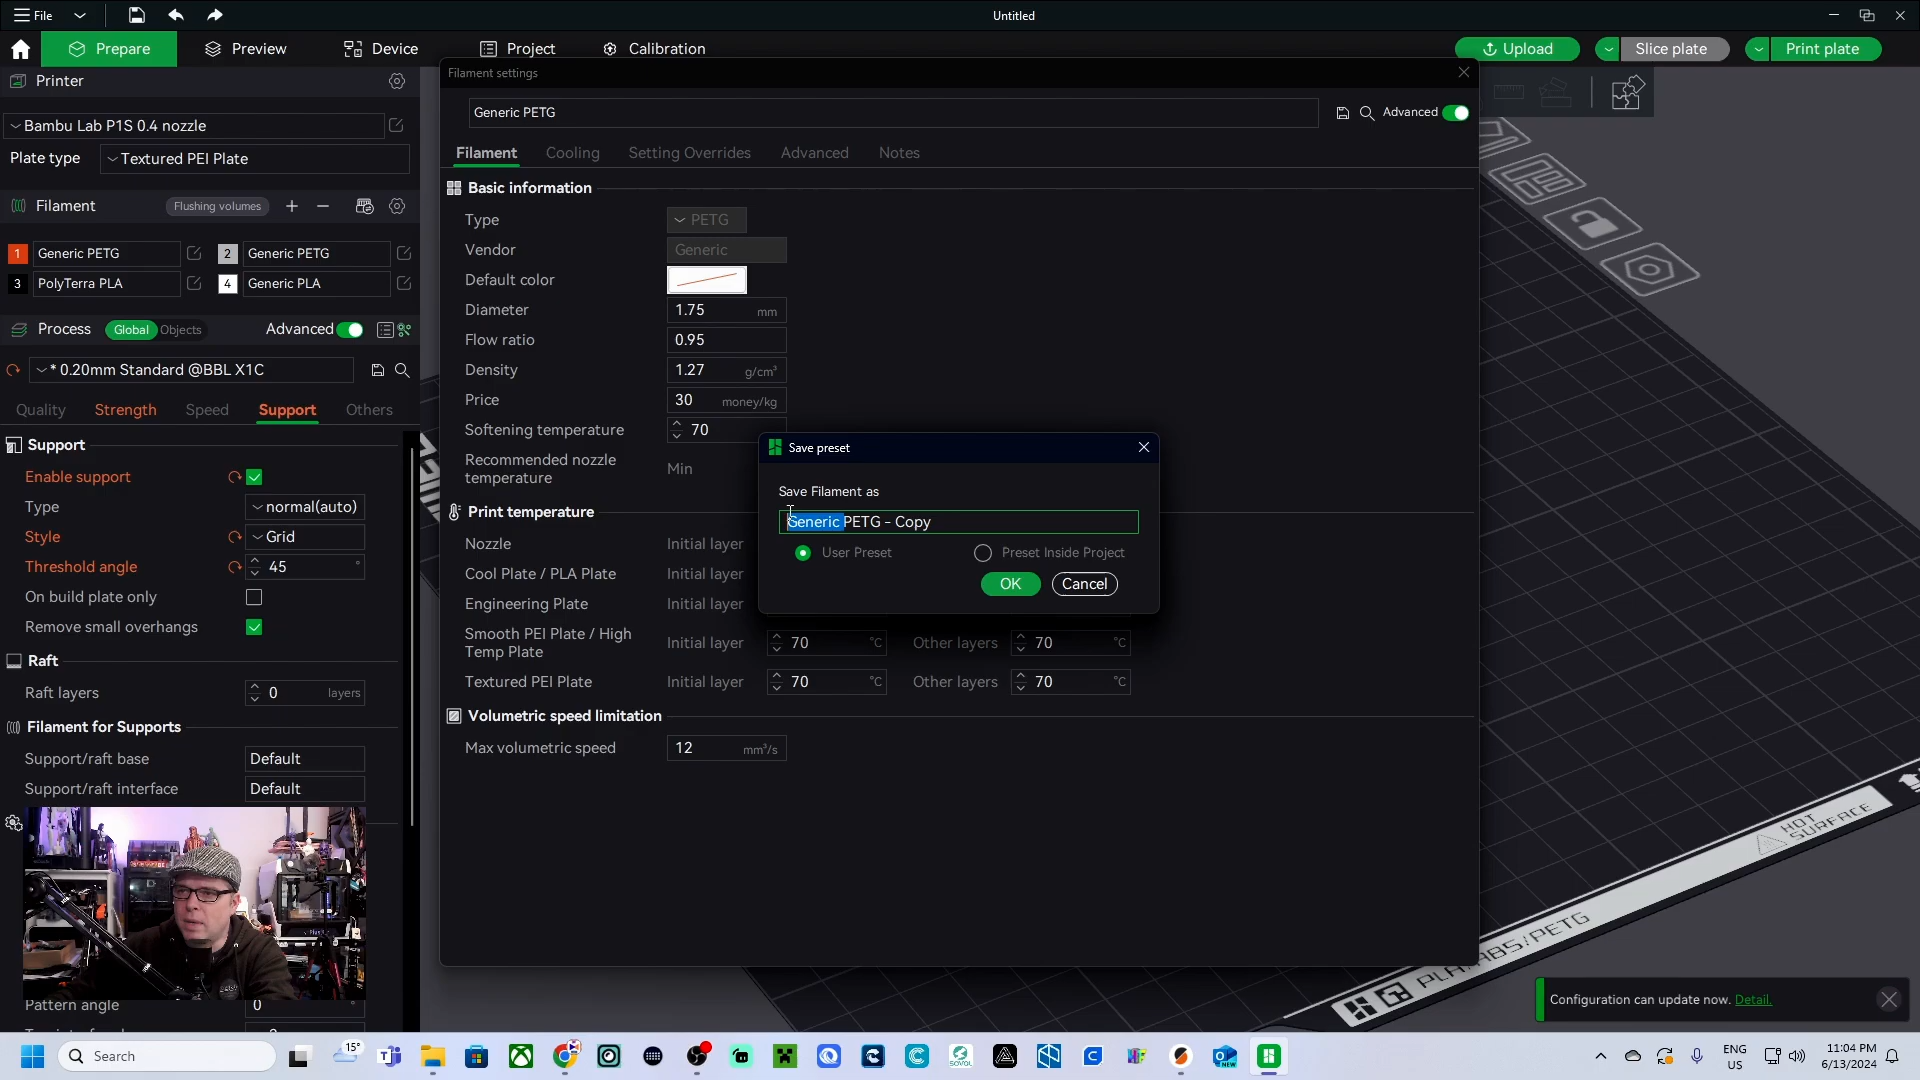 File
Untitled
Prepare
Preview
Device
Project
Calibration
Upload
Slice plate
Print plate
Printer
Bambu Lab P1S 0.4 nozzle
Plate type
Textured PEI Plate
Filament
Flushing volumes
1 Generic PETG
2 Generic PETG
3 PolyTerra PLA
4 Generic PLA
Process
Global
Objects
Advanced
* 0.20mm Standard @BBL X1C
Quality
Strength
Speed
Support
Others
Support
Enable support
Type
normal(auto)
Style
Grid
Threshold angle
45 °
On build plate only
Remove small overhangs
Raft
Raft layers
0 layers
Filament for Supports
Support/raft base
Default
Support/raft interface
Default
Pattern angle
0 °
Filament settings
Generic PETG
Advanced
Filament
Cooling
Setting Overrides
Advanced
Notes
Basic information
Type
PETG
Vendor
Generic
Default color
Diameter
1.75 mm
Flow ratio
0.95
Density
1.27 g/cm³
Price
30 money/kg
Softening temperature
70
Recommended nozzle
temperature
Min
Print temperature
Nozzle
Initial layer
Cool Plate / PLA Plate
Initial layer
Engineering Plate
Initial layer
Smooth PEI Plate / High
Temp Plate
Initial layer
70 °C
Other layers
70 °C
Textured PEI Plate
Initial layer
70 °C
Other layers
70 °C
Volumetric speed limitation
Max volumetric speed
12 mm³/s
Save preset
Save Filament as
Generic PETG - Copy
User Preset
Preset Inside Project
OK
Cancel
HOT
SURFACE
PLA/ABS/PETG
Configuration can update now. Detail.
Search
15°
ENG
US
11:04 PM
6/13/2024